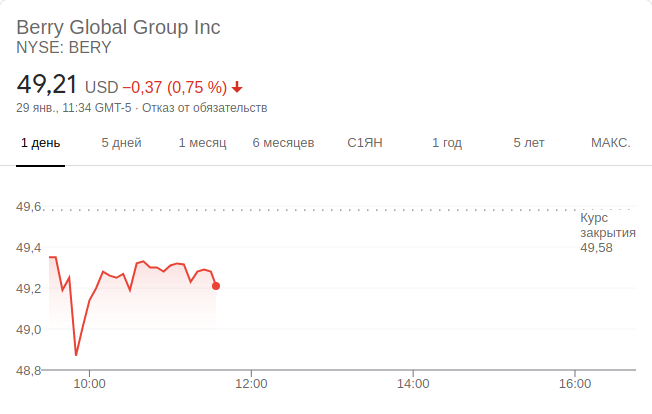 Berry Global Group Inc
NYSE: BERY
49,21 USD −0,37 (0,75 %)
29 янв., 11:34 GMT-5 · Отказ от обязательств
1 день 5 дней 1 месяц 6 месяцев С1ЯН 1 год 5 лет МАКС.
49,6
Курс
закрытия
49,4
49,58
49,2
49,0
48,8
10:00 12:00 14:00 16:00